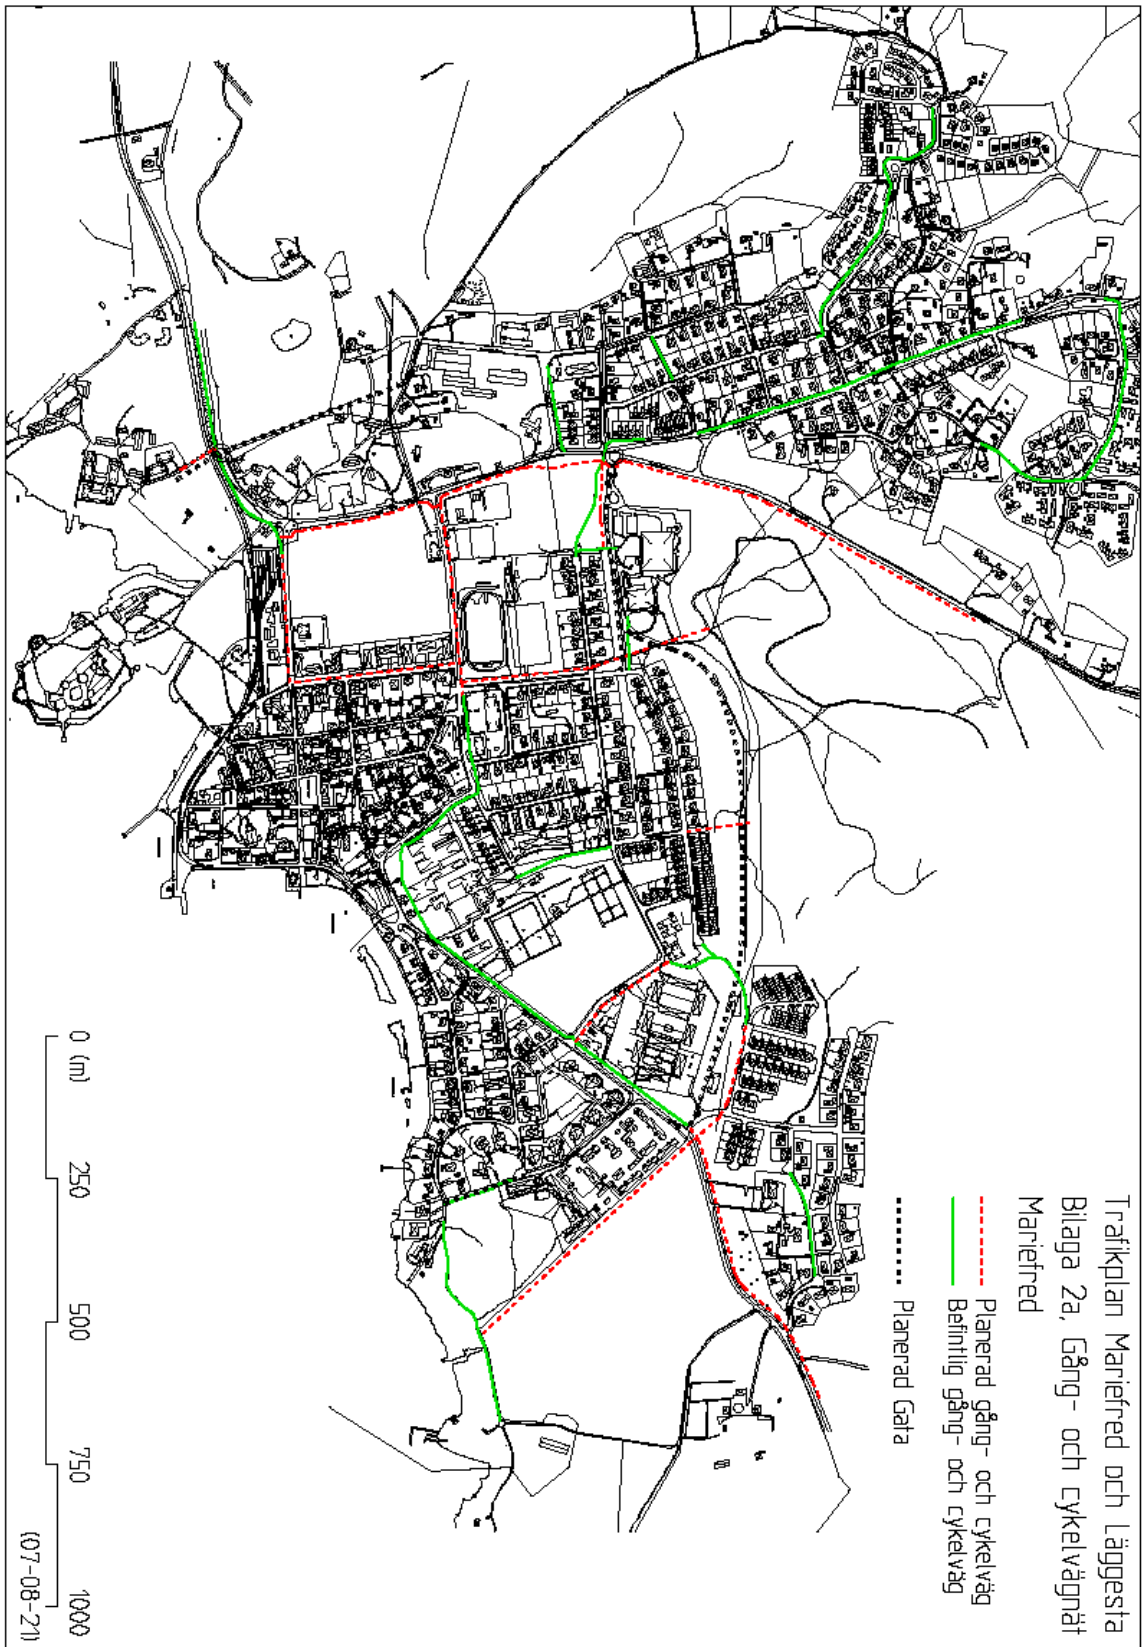 Trafikplan Mariefred och Läggesta
Bilaga 2a, Gång- och cykelvägnät
Mariefred
Planerad gång- och cykelväg
Befintlig gång- och cykelväg
Planerad Gata
0 (m)
250
500
750
1000
(07-08-21)